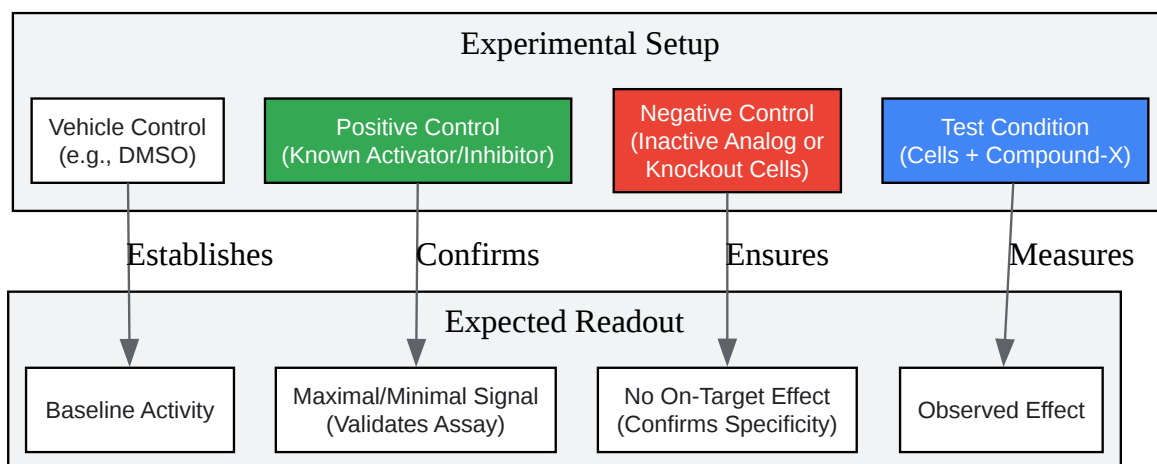 Experimental Setup
Vehicle Control
(e.g., DMSO)
Positive Control
(Known Activator/Inhibitor)
Negative Control
(Inactive Analog or
Knockout Cells)
Test Condition
(Cells + Compound-X)
Establishes
Confirms
Ensures
Measures
Expected Readout
Baseline Activity
Maximal/Minimal Signal
(Validates Assay)
No On-Target Effect
(Confirms Specificity)
Observed Effect